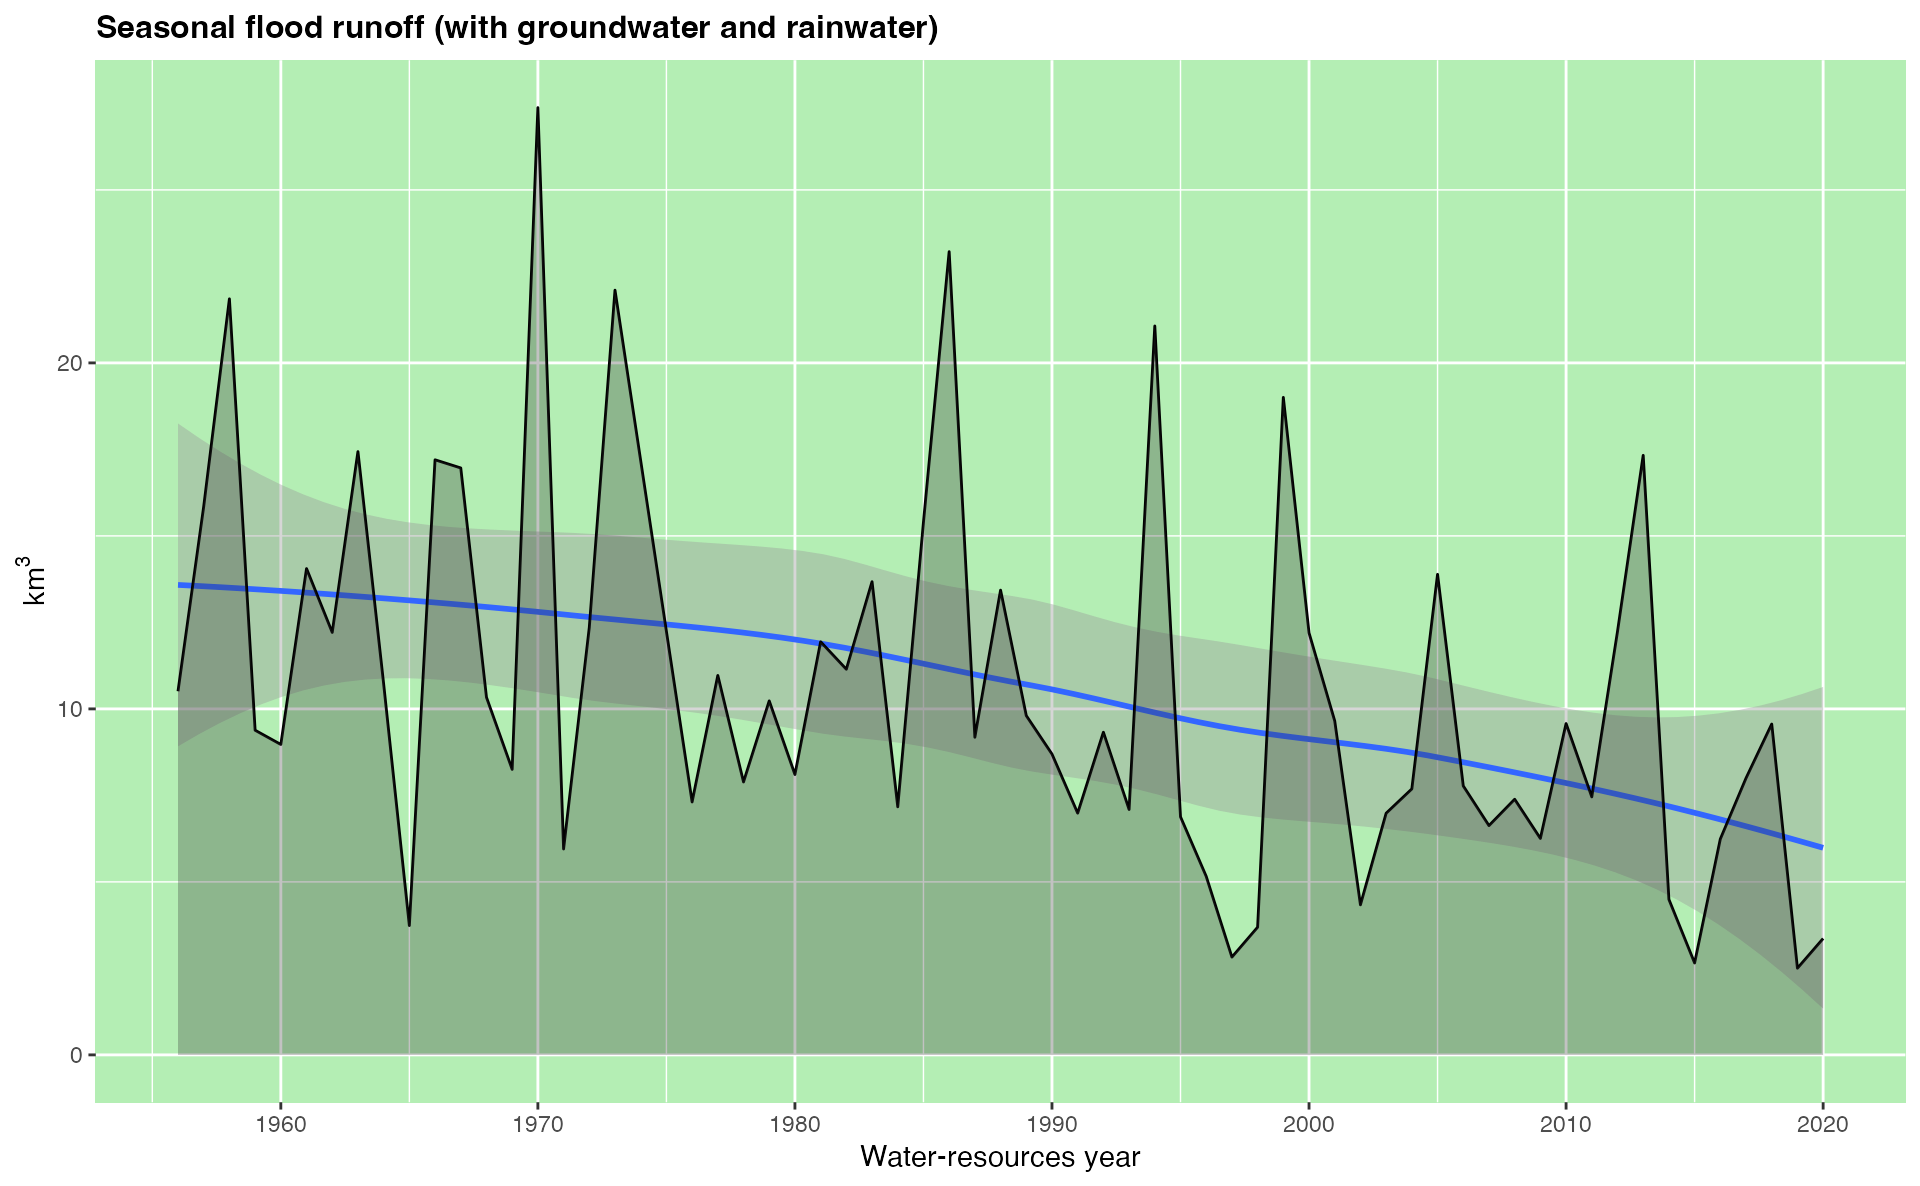 Seasonal flood runoff (with groundwater and rainwater)
km³
20
10
0
1960 1970 1980 1990 2000 2010 2020
Water-resources year